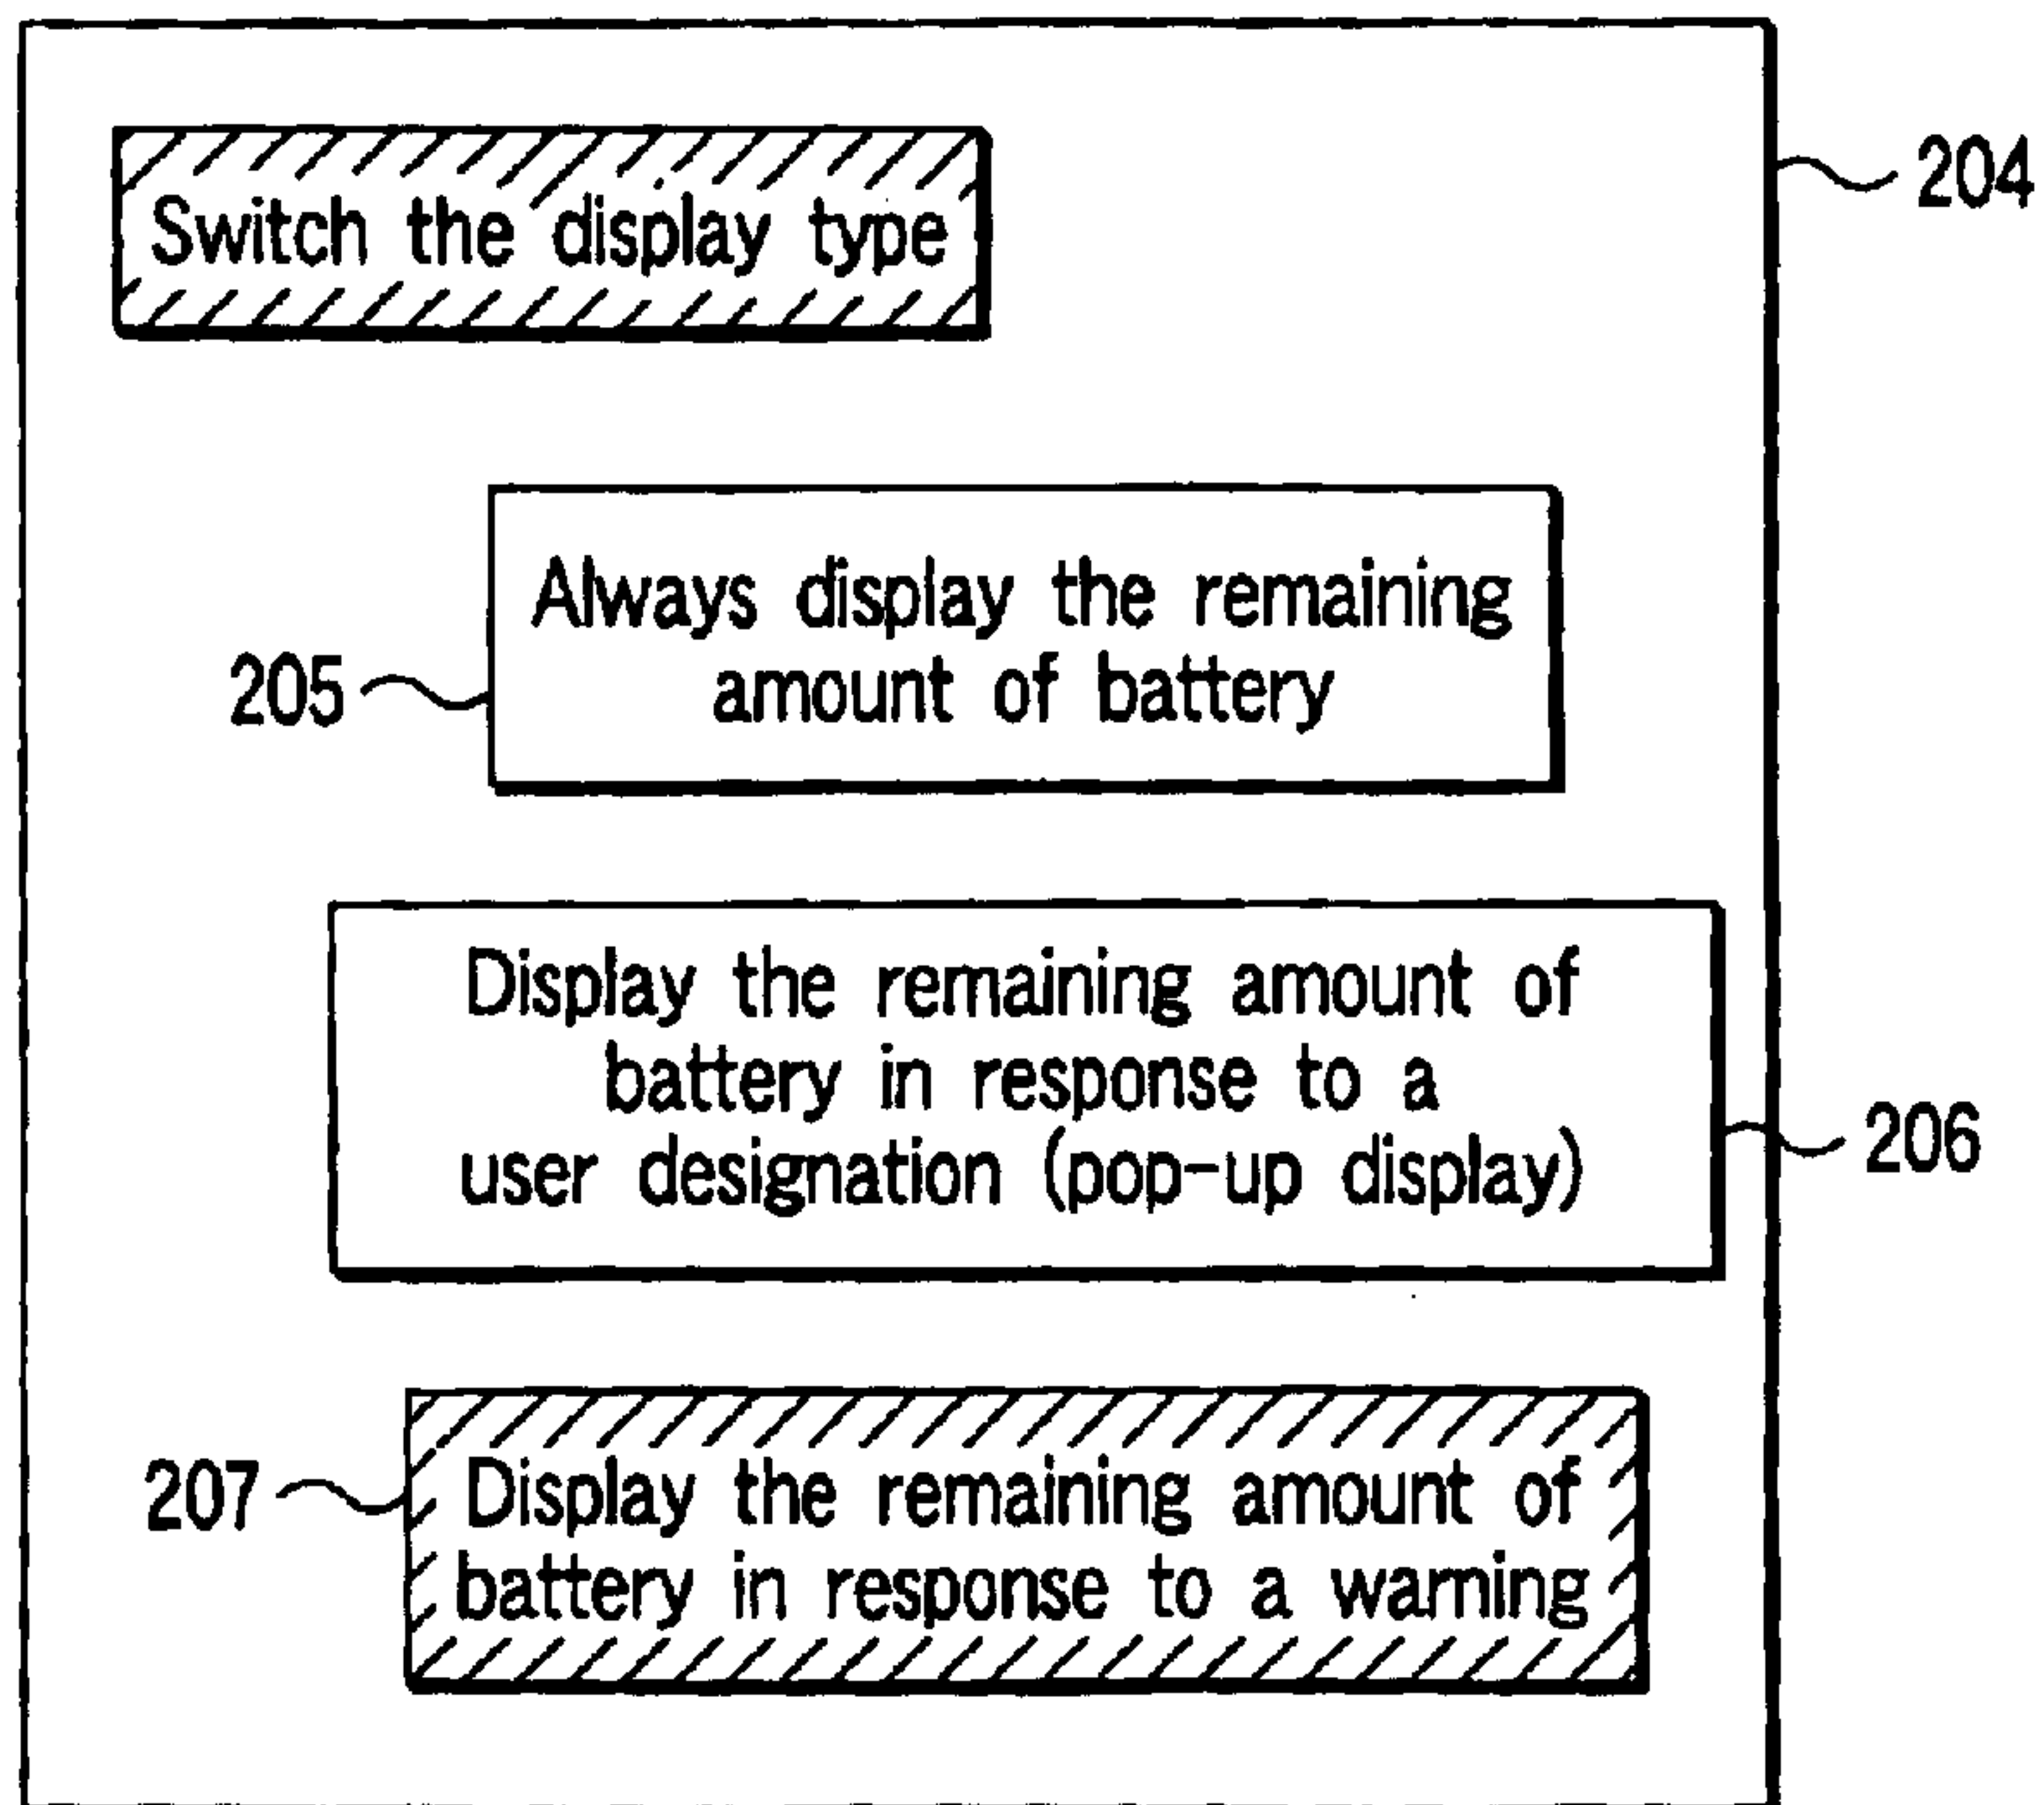 Switch the display type
204
Always display the remaining
amount of battery
205
Display the remaining amount of
battery in response to a
user designation (pop-up display)
206
207
Display the remaining amount of
battery in response to a warning